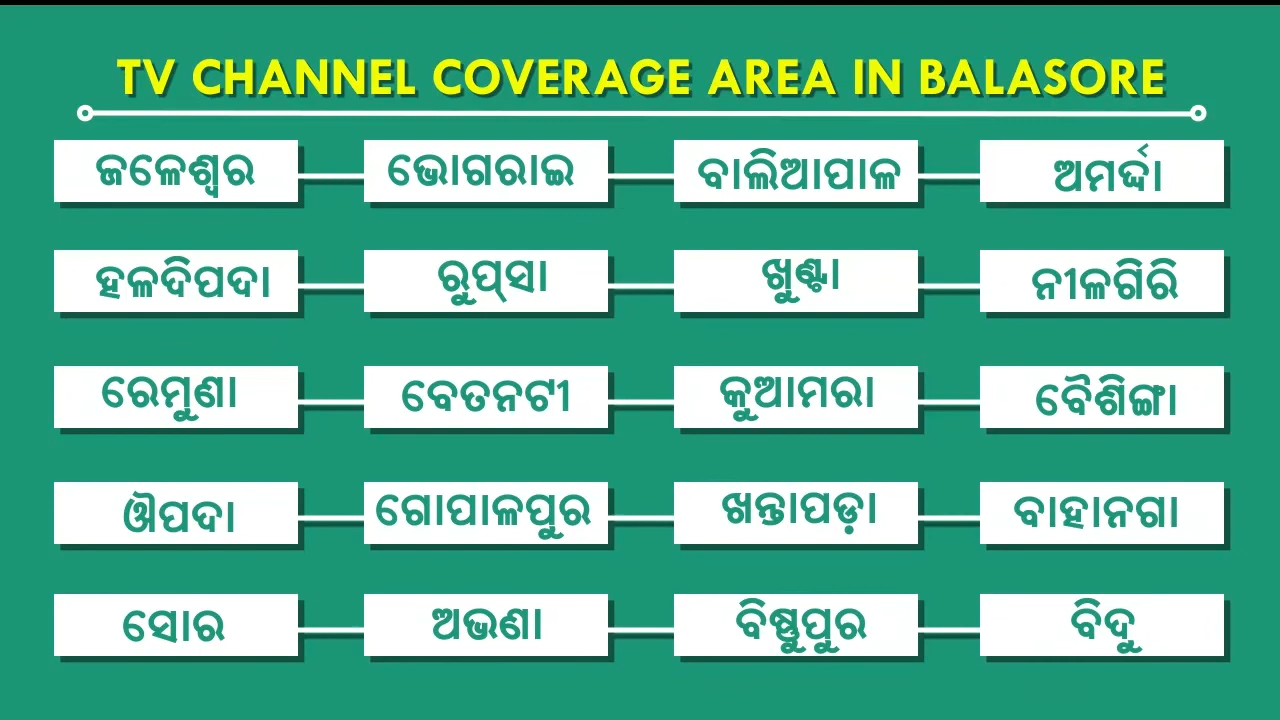 TV CHANNEL COVERAGE AREA IN BALASORE
ଜଳେଶ୍ୱର ଭୋଗରାଇ ବାଲିଆପାଳ ଅମର୍ଦ୍ଦା
ହଳଦିପଦା ରୁପ୍‌ସା ଖୁଣ୍ଟା ନୀଳଗିରି
ରେମୁଣା ବେତନଟୀ କୁଆମରା ବୈଶିଙ୍ଗା
ଔପଦା ଗୋପାଳପୁର ଖନ୍ତାପଡ଼ା ବାହାନଗା
ସୋର ଅଭଣା ବିଷ୍ଣୁପୁର ବିଦୁ